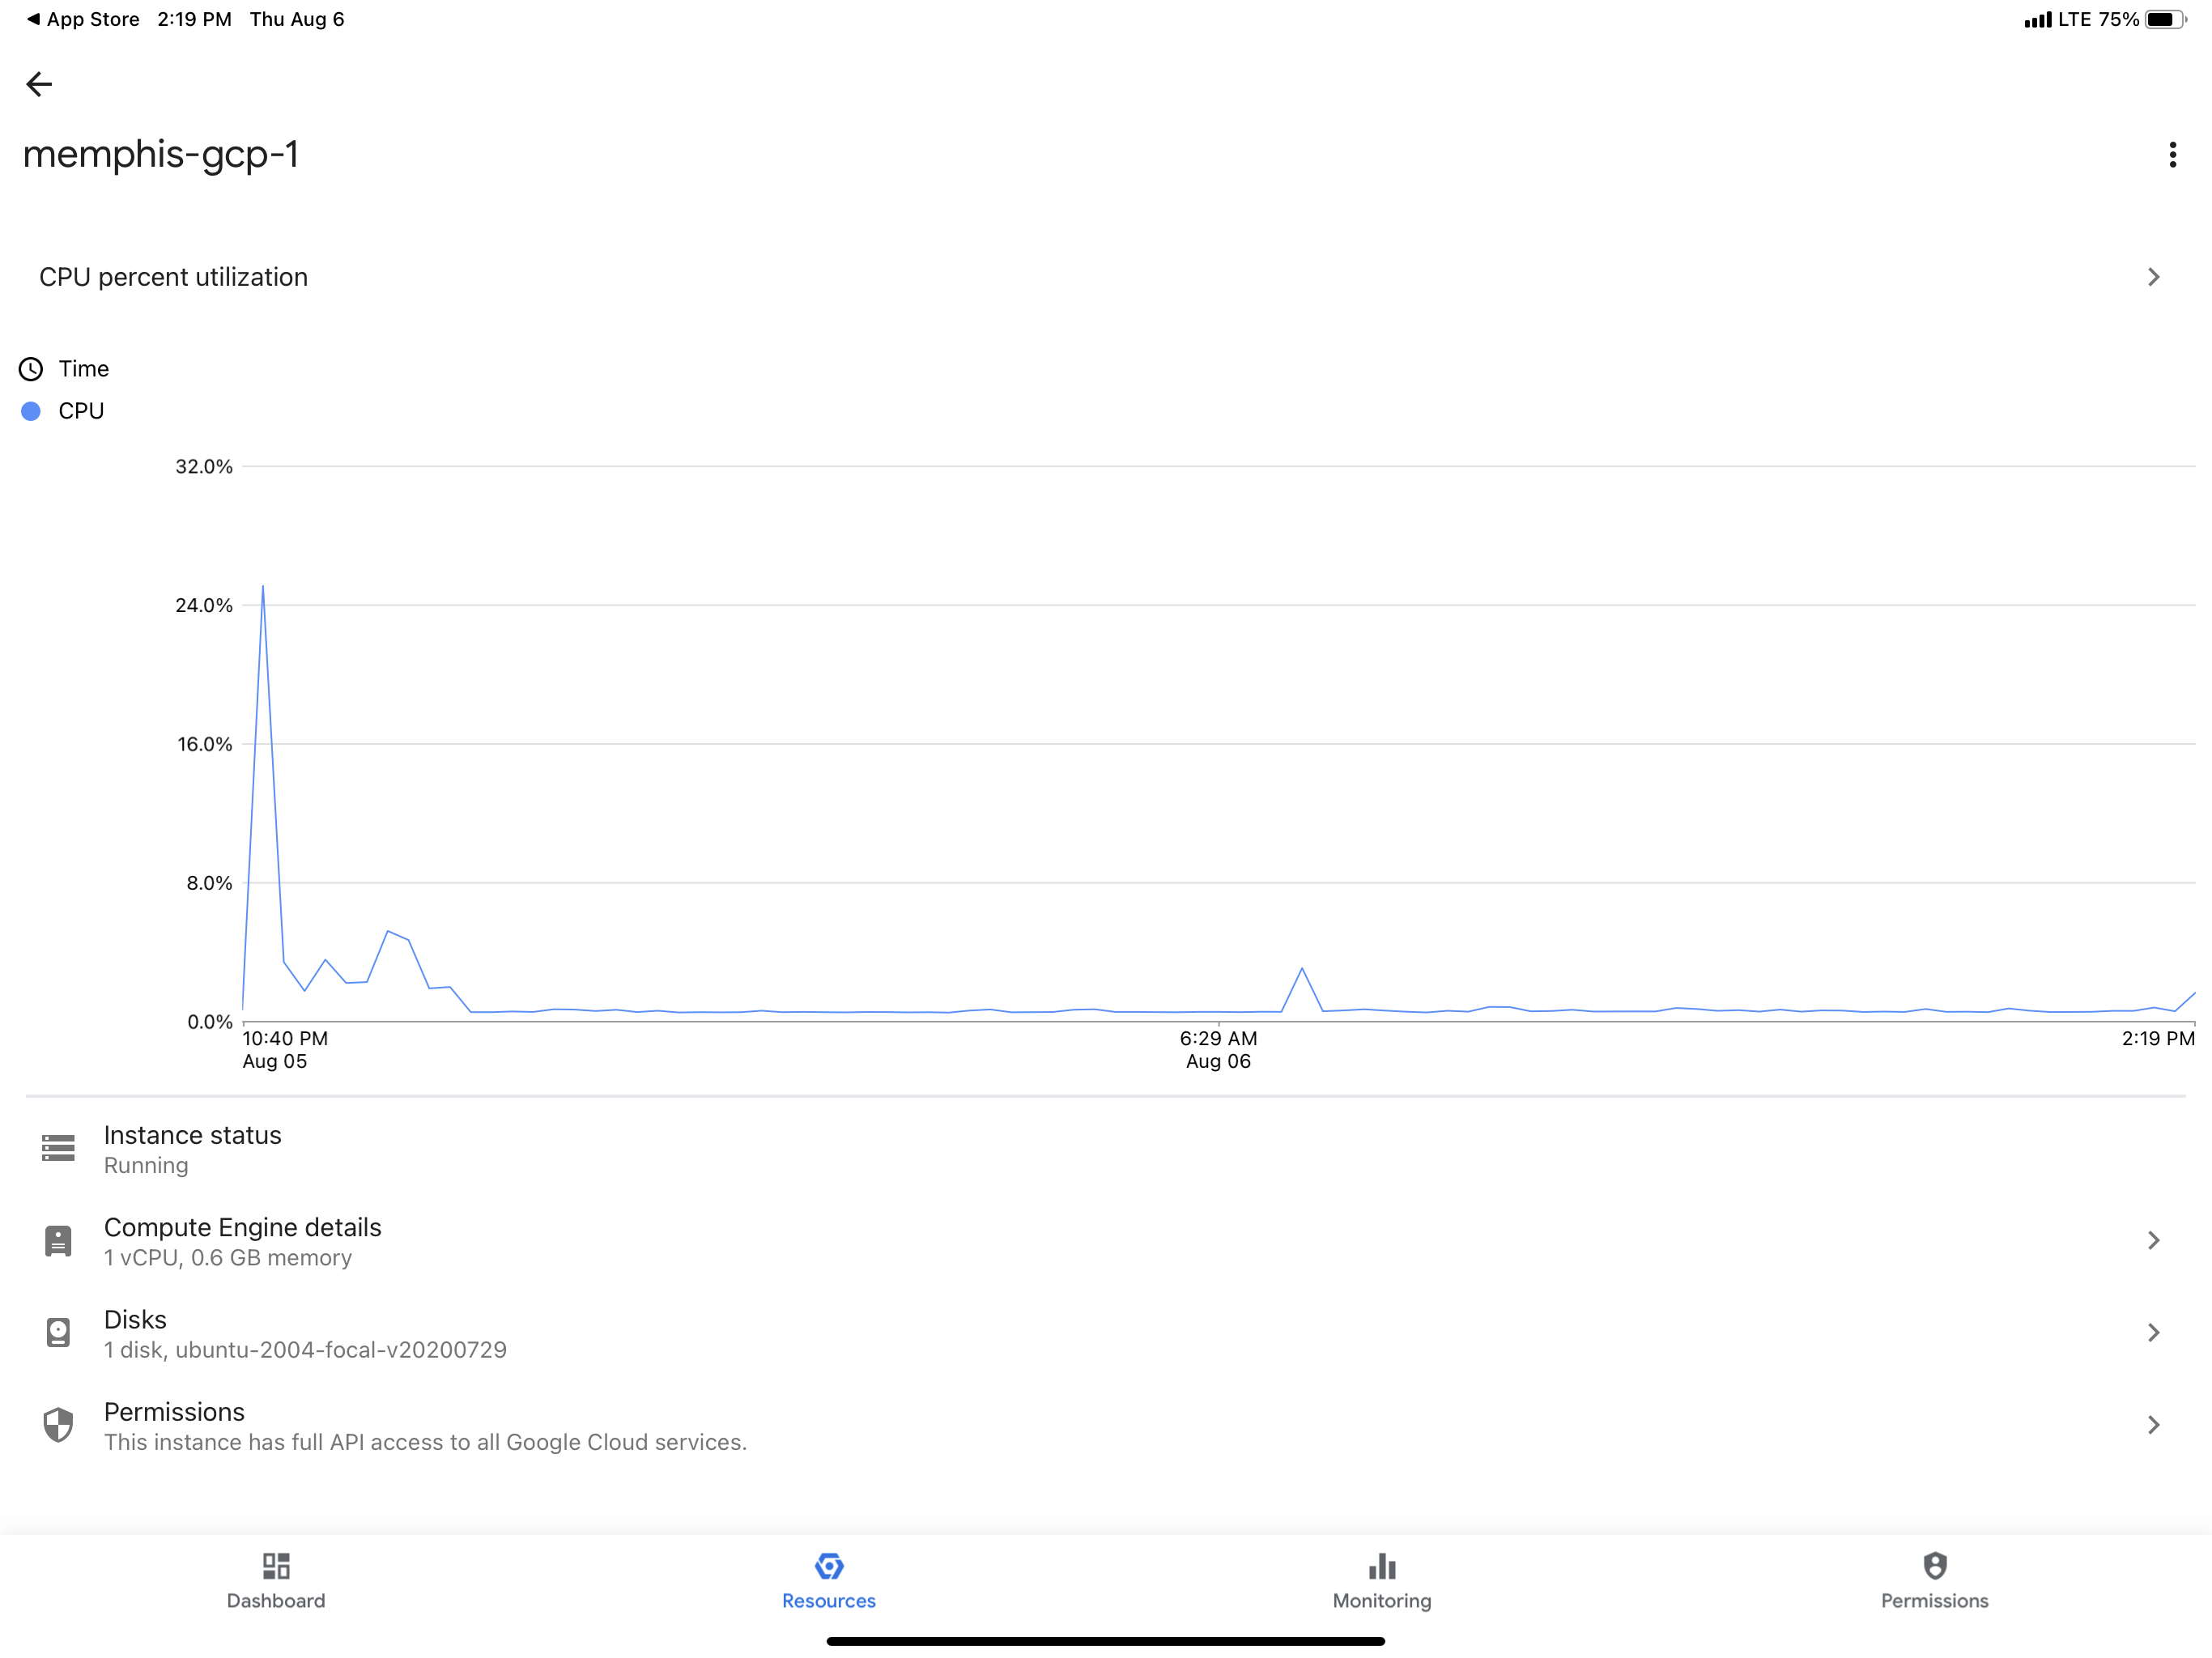 App Store 2:19 PM Thu Aug 6
LTE 75%
memphis-gcp-1
CPU percent utilization
Time
CPU
32.0%
24.0%
16.0%
8.0%
0.0%
10:40 PM
Aug 05
6:29 AM
Aug 06
2:19 PM
Instance status
Running
Compute Engine details
1 vCPU, 0.6 GB memory
Disks
1 disk, ubuntu-2004-focal-v20200729
Permissions
This instance has full API access to all Google Cloud services.
Dashboard
Resources
Monitoring
Permissions